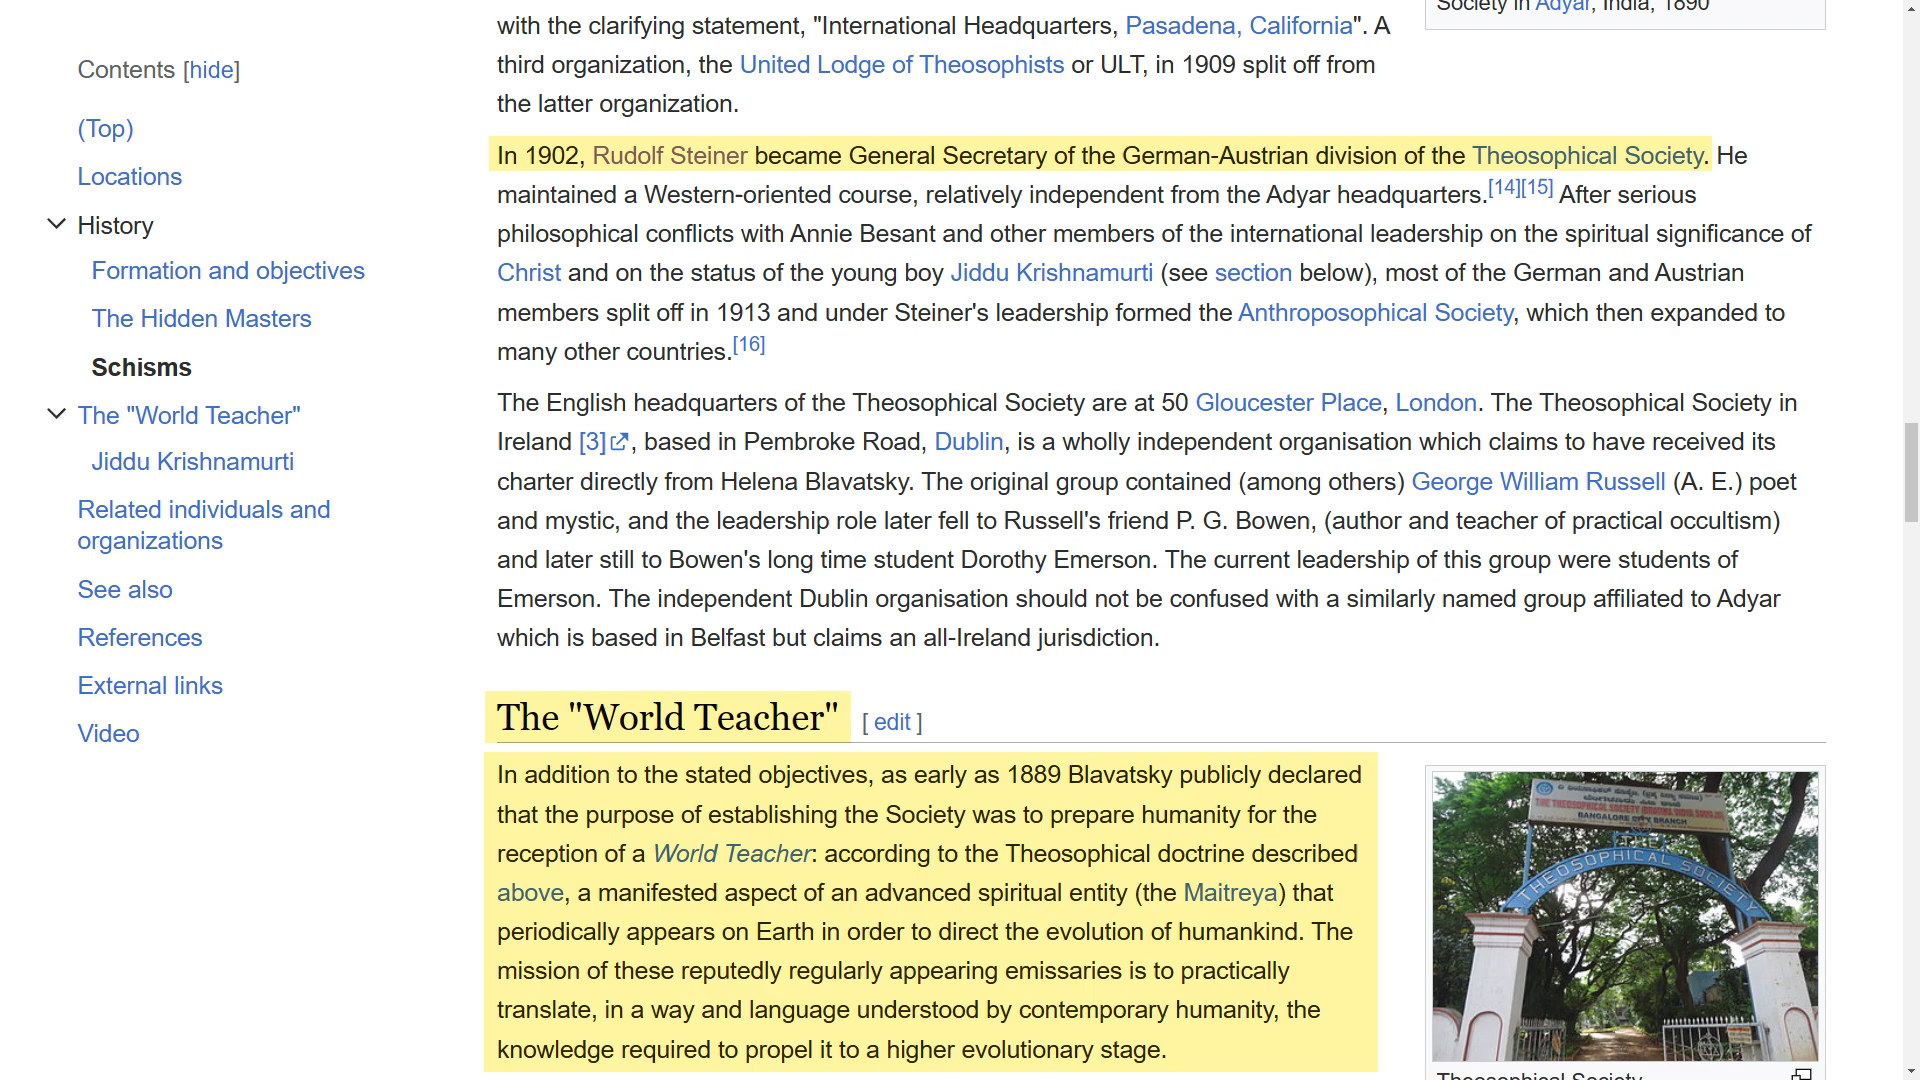 with the clarifying statement, "International Headquarters, Pasadena, California". A
third organization, the United Lodge of Theosophists or ULT, in 1909 split off from
the latter organization.
Society in Adyar, India, 1890
Contents [hide]
(Top)
Locations
History
Formation and objectives
The Hidden Masters
Schisms
The "World Teacher"
Jiddu Krishnamurti
Related individuals and
organizations
See also
References
External links
Video
In 1902, Rudolf Steiner became General Secretary of the German-Austrian division of the Theosophical Society. He
maintained a Western-oriented course, relatively independent from the Adyar headquarters.[14][15] After serious
philosophical conflicts with Annie Besant and other members of the international leadership on the spiritual significance of
Christ and on the status of the young boy Jiddu Krishnamurti (see section below), most of the German and Austrian
members split off in 1913 and under Steiner's leadership formed the Anthroposophical Society, which then expanded to
many other countries.[16]
The English headquarters of the Theosophical Society are at 50 Gloucester Place, London. The Theosophical Society in
Ireland [3], based in Pembroke Road, Dublin, is a wholly independent organisation which claims to have received its
charter directly from Helena Blavatsky. The original group contained (among others) George William Russell (A. E.) poet
and mystic, and the leadership role later fell to Russell's friend P. G. Bowen, (author and teacher of practical occultism)
and later still to Bowen's long time student Dorothy Emerson. The current leadership of this group were students of
Emerson. The independent Dublin organisation should not be confused with a similarly named group affiliated to Adyar
which is based in Belfast but claims an all-Ireland jurisdiction.
The "World Teacher" [ edit ]
In addition to the stated objectives, as early as 1889 Blavatsky publicly declared
that the purpose of establishing the Society was to prepare humanity for the
reception of a World Teacher: according to the Theosophical doctrine described
above, a manifested aspect of an advanced spiritual entity (the Maitreya) that
periodically appears on Earth in order to direct the evolution of humankind. The
mission of these reputedly regularly appearing emissaries is to practically
translate, in a way and language understood by contemporary humanity, the
knowledge required to propel it to a higher evolutionary stage.
BANGALORE CITY BRANCH
THEOSOPHICAL SOCIETY
Theosophical Society